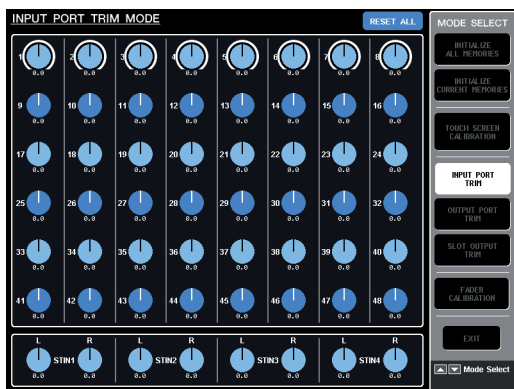 INPUT PORT TRIM MODE
RESET ALL
1 2 3 4 5 6 7 8
0.0 0.0 0.0 0.0 0.0 0.0 0.0 0.0
9 10 11 12 13 14 15 16
0.0 0.0 0.0 0.0 0.0 0.0 0.0 0.0
17 18 19 20 21 22 23 24
0.0 0.0 0.0 0.0 0.0 0.0 0.0 0.0
25 26 27 28 29 30 31 32
0.0 0.0 0.0 0.0 0.0 0.0 0.0 0.0
33 34 35 36 37 38 39 40
0.0 0.0 0.0 0.0 0.0 0.0 0.0 0.0
41 42 43 44 45 46 47 48
0.0 0.0 0.0 0.0 0.0 0.0 0.0 0.0
L R L R L R L R
STIN1 STIN2 STIN3 STIN4
0.0 0.0 0.0 0.0 0.0 0.0 0.0 0.0
MODE SELECT
INITIALIZE
ALL MEMORIES
INITIALIZE
CURRENT MEMORIES
TOUCH SCREEN
CALIBRATION
INPUT PORT
TRIM
OUTPUT PORT
TRIM
SLOT OUTPUT
TRIM
FADER
CALIBRATION
EXIT
Mode Select